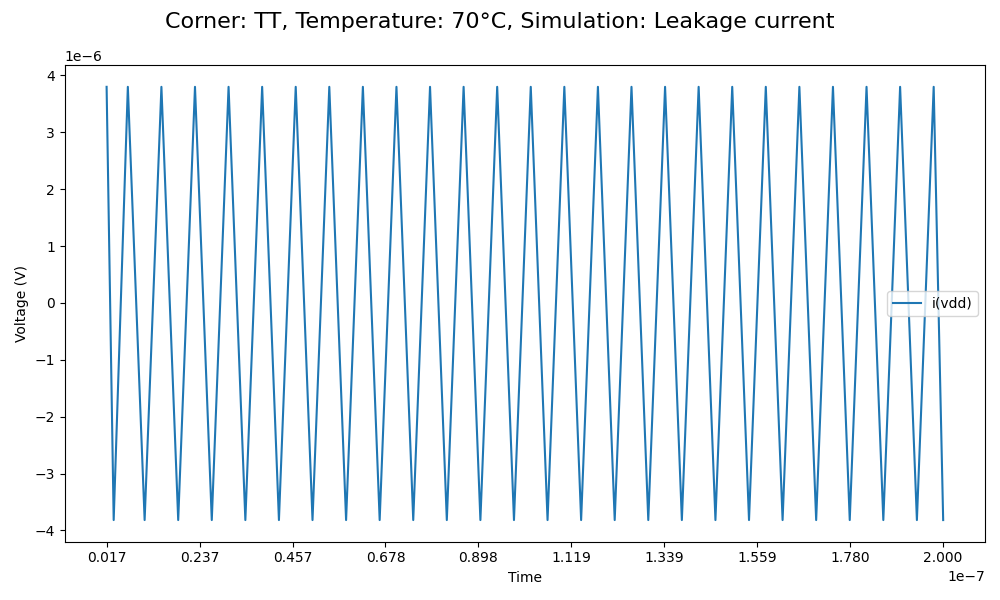 Corner: TT, Temperature: 70°C, Simulation: Leakage current
1e−6
4
3
2
1
0
−1
−2
−3
−4
Voltage (V)
i(vdd)
0.017 0.237 0.457 0.678 0.898 1.119 1.339 1.559 1.780 2.000
Time
1e−7